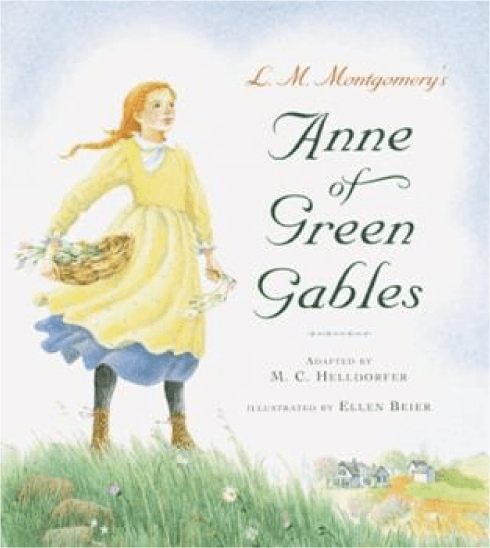 L. M. Montgomery's
Anne
of
Green
Gables
ADAPTED BY
M. C. HELLDORFER
ILLUSTRATED BY ELLEN BEIER